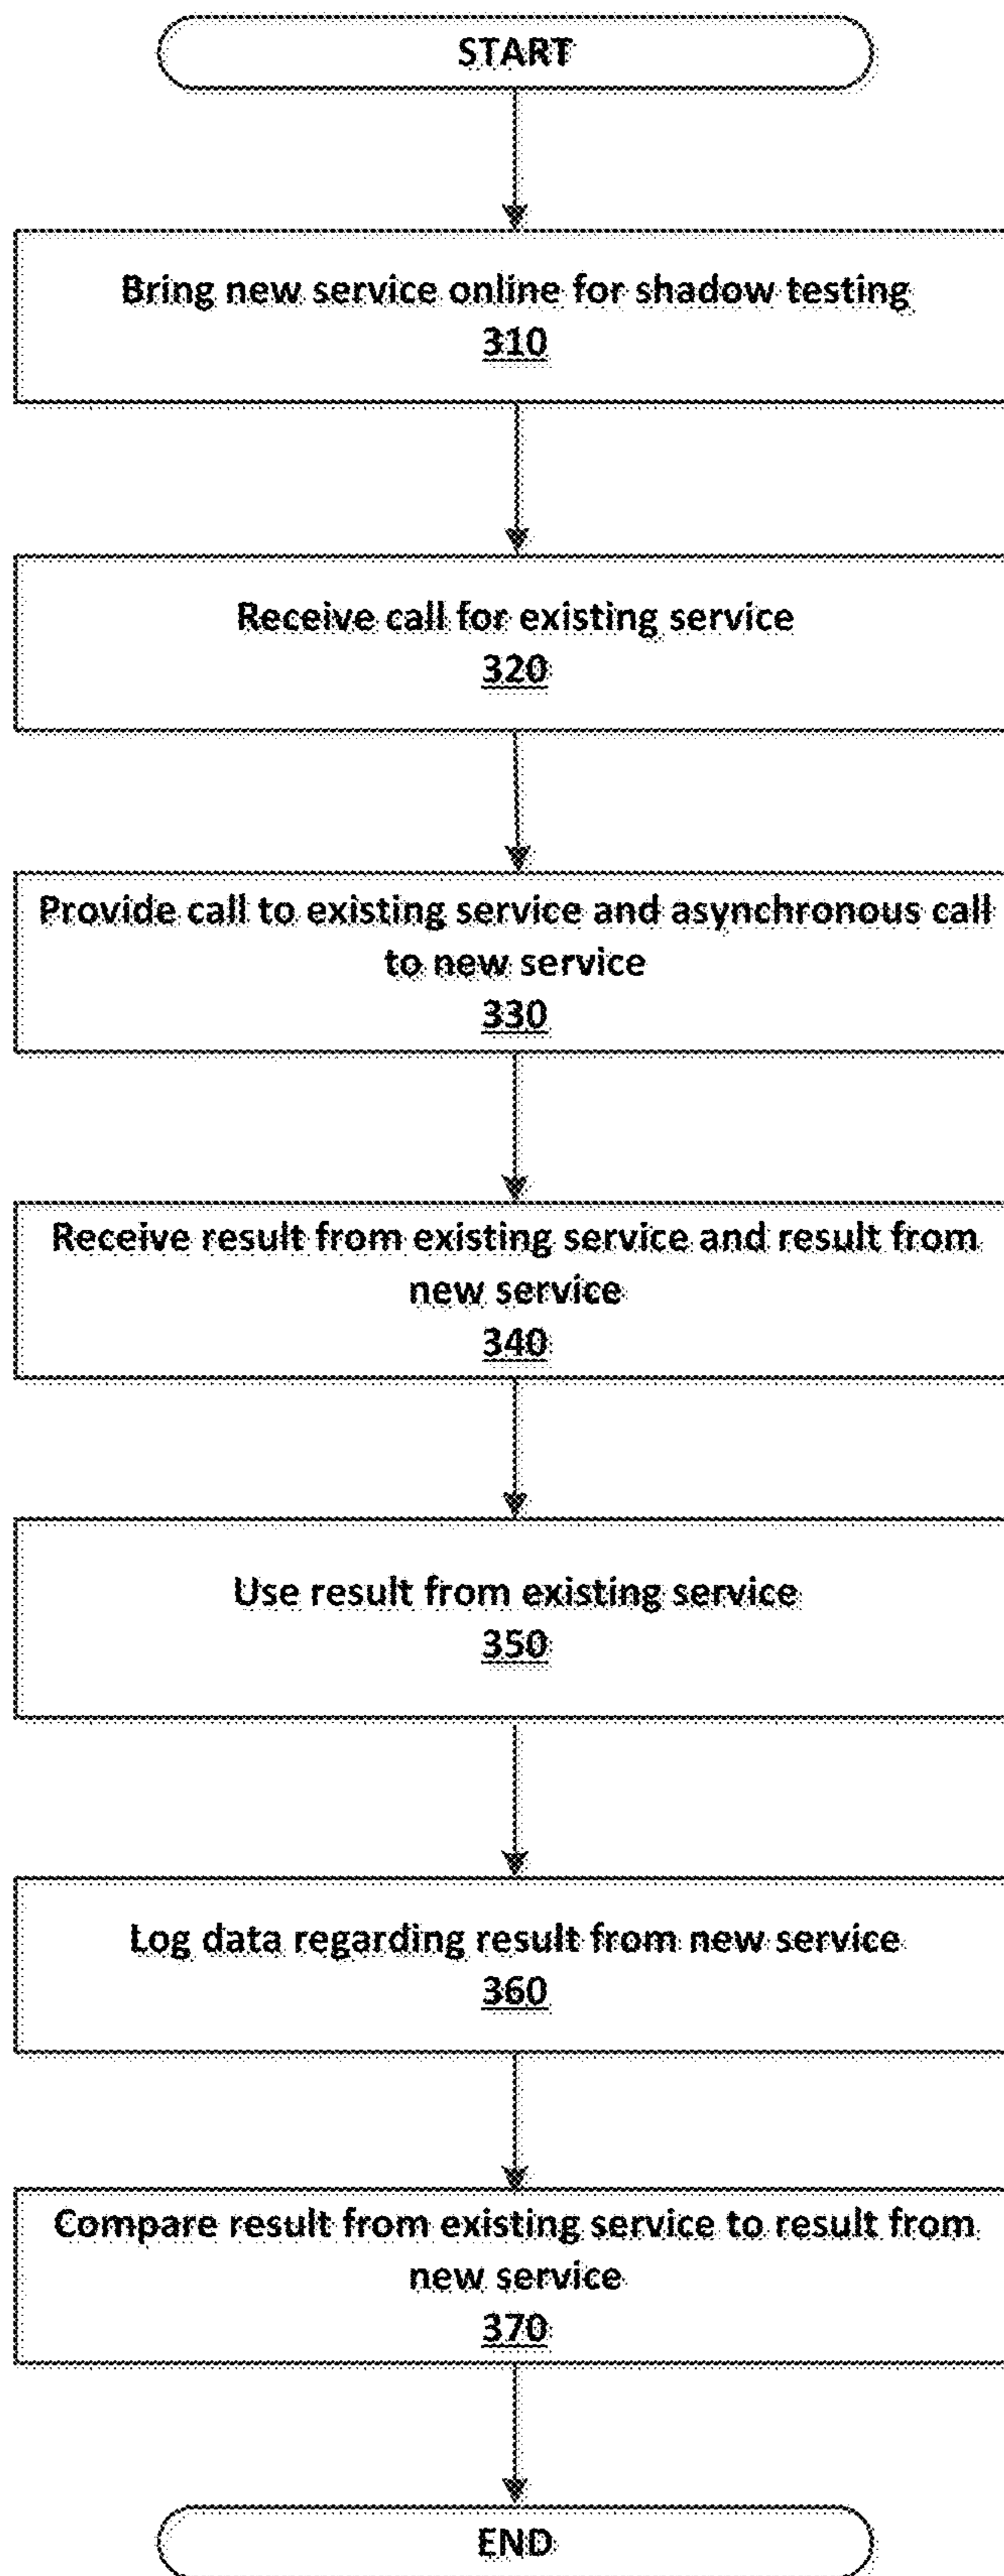 START
Bring new service online for shadow testing
310
Receive call for existing service
320
Provide call to existing service and asynchronous call
to new service
330
Receive result from existing service and result from
new service
340
Use result from existing service
350
Log data regarding result from new service
360
Compare result from existing service to result from
new service
370
END